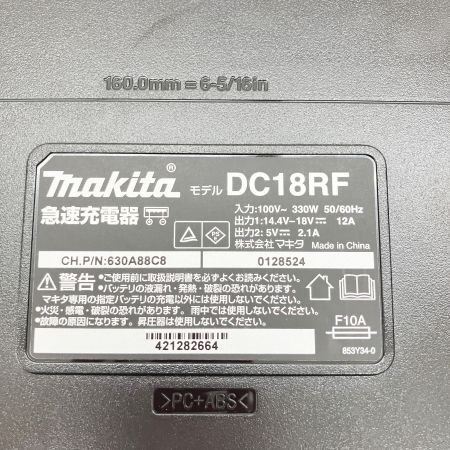 160.0mm = 6-5/16in
makita® モデル DC18RF
急速充電器
入力:100V~ 330W 50/60Hz
出力1:14.4V-18V⎓ 12A
出力2: 5V⎓ 2.1A
株式会社 マキタ Made in China
CH.P/N:630A88C8
0128524
⚠警告 •ご使用前に取扱説明書を必ずよくお読みください。
•バッテリの液漏れ・発熱・破裂の恐れがあります。
マキタ専用の指定バッテリの充電以外には使用しないでください。
•火災・感電・破裂の恐れがあります。雨中では使用しないでください。
•故障の原因になります。昇圧器は使用しないでください。
F10A
853Y34-0
421282664
>PC+ABS<